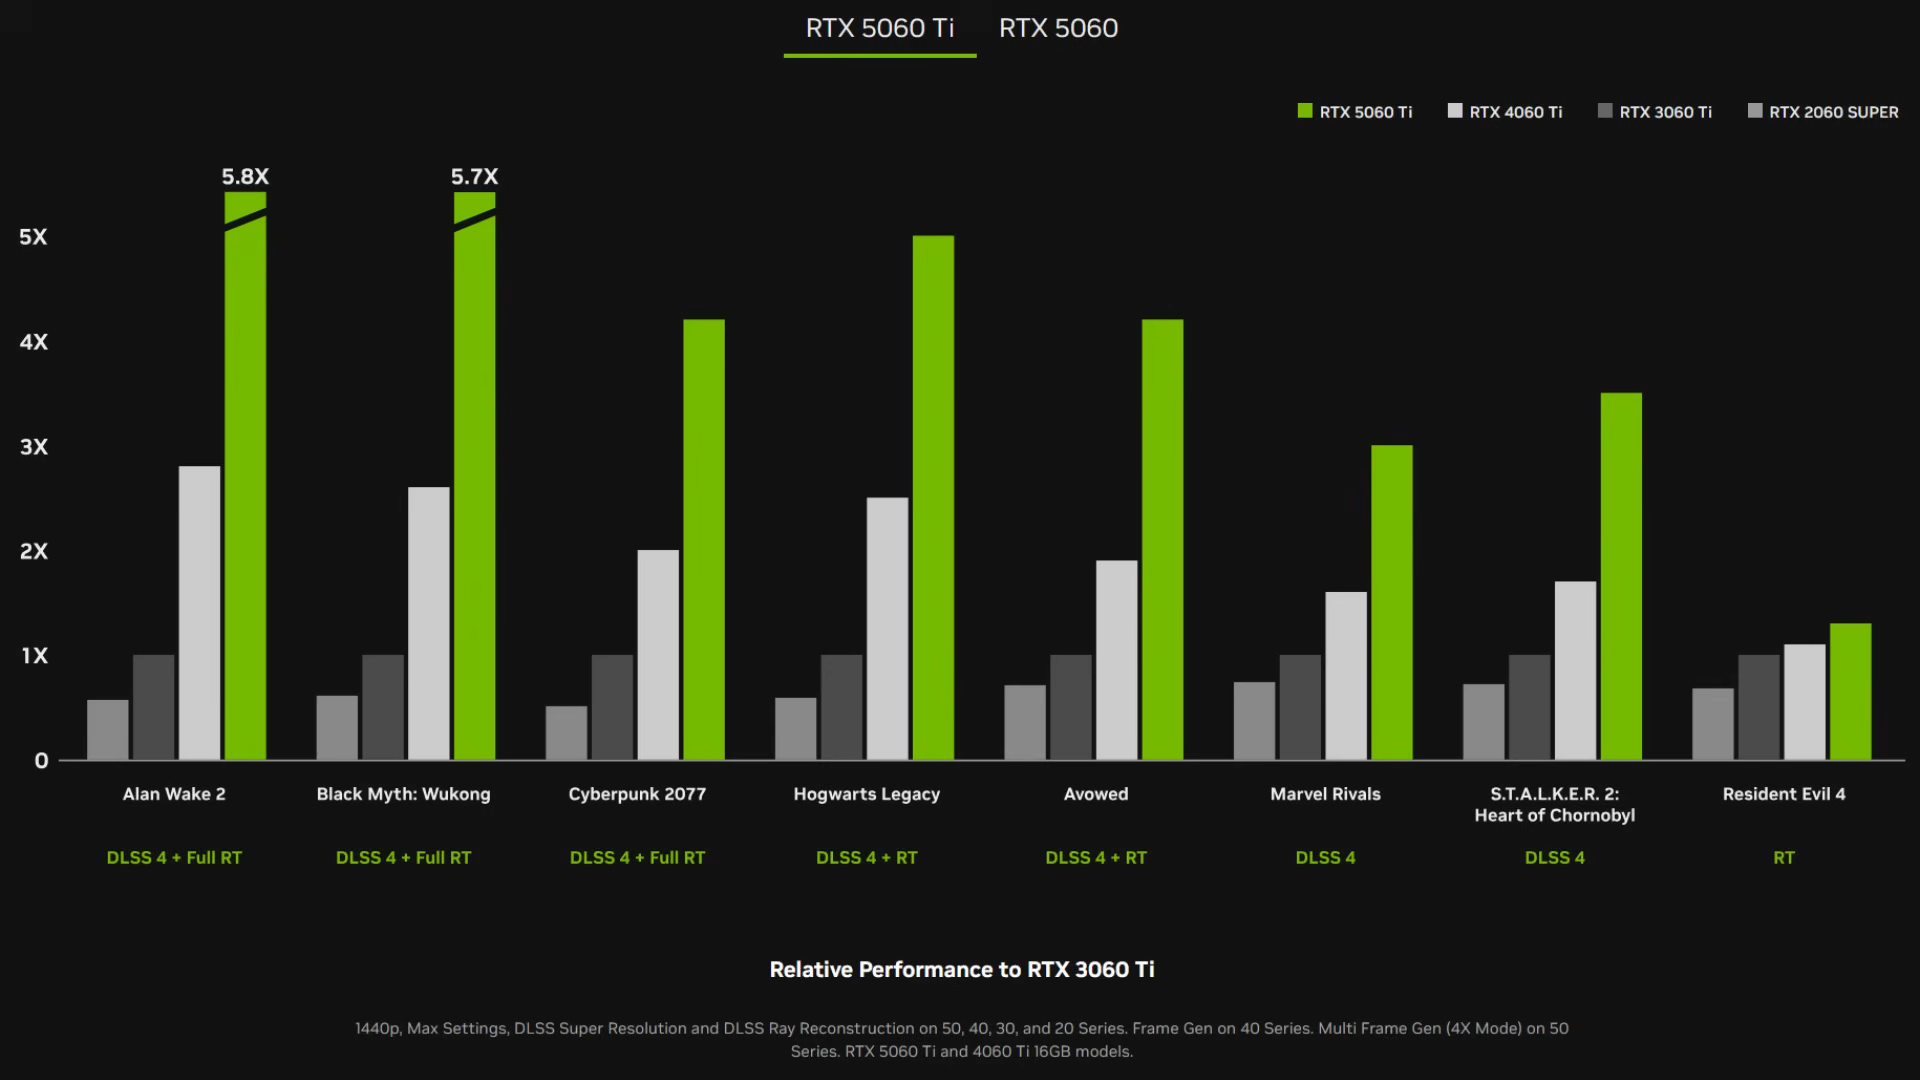 RTX 5060 Ti
RTX 5060
RTX 5060 Ti
RTX 4060 Ti
RTX 3060 Ti
RTX 2060 SUPER
5.8X
5.7X
5X
4X
3X
2X
1X
0
Alan Wake 2
Black Myth: Wukong
Cyberpunk 2077
Hogwarts Legacy
Avowed
Marvel Rivals
S.T.A.L.K.E.R. 2:
Heart of Chornobyl
Resident Evil 4
DLSS 4 + Full RT
DLSS 4 + Full RT
DLSS 4 + Full RT
DLSS 4 + RT
DLSS 4 + RT
DLSS 4
DLSS 4
RT
Relative Performance to RTX 3060 Ti
1440p, Max Settings, DLSS Super Resolution and DLSS Ray Reconstruction on 50, 40, 30, and 20 Series. Frame Gen on 40 Series. Multi Frame Gen (4X Mode) on 50
Series. RTX 5060 Ti and 4060 Ti 16GB models.